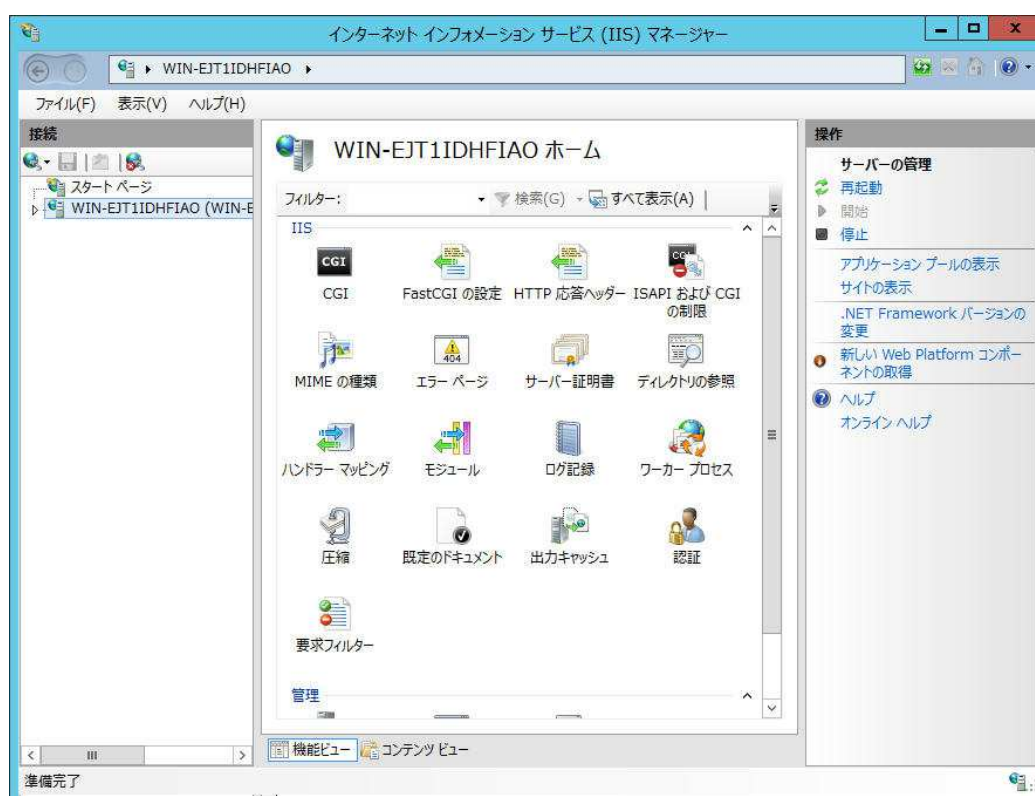 インターネット インフォメーション サービス (IIS) マネージャー
WIN-EJT1IDHFIAO
ファイル(F) 表示(V) ヘルプ(H)
接続
スタート ページ
WIN-EJT1IDHFIAO (WIN-E
WIN-EJT1IDHFIAO ホーム
フィルター: 検索(G) すべて表示(A)
IIS
CGI
CGI
CGI
FastCGI の設定
HTTP 応答ヘッダー
ISAPI および CGI
の制限
404
MIME の種類
エラー ページ
サーバー証明書
ディレクトリの参照
ハンドラー マッピング
モジュール
ログ記録
ワーカー プロセス
圧縮
既定のドキュメント
出力キャッシュ
認証
要求フィルター
管理
機能ビュー
コンテンツ ビュー
操作
サーバーの管理
再起動
開始
停止
アプリケーション プールの表示
サイトの表示
.NET Framework バージョンの
変更
新しい Web Platform コンポー
ネントの取得
ヘルプ
オンライン ヘルプ
準備完了